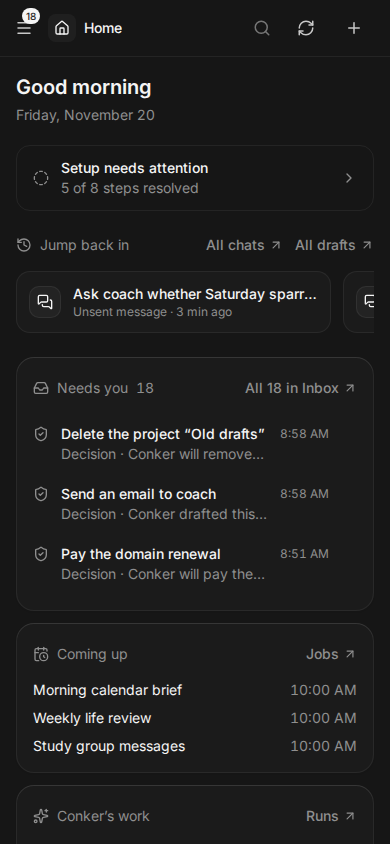 18
Home
Good morning
Friday, November 20
Setup needs attention
5 of 8 steps resolved
Jump back in
All chats
All drafts
Ask coach whether Saturday sparr...
Unsent message · 3 min ago
Needs you 18
All 18 in Inbox
Delete the project “Old drafts”
8:58 AM
Decision · Conker will remove...
Send an email to coach
8:58 AM
Decision · Conker drafted this...
Pay the domain renewal
8:51 AM
Decision · Conker will pay the...
Coming up
Jobs
Morning calendar brief
10:00 AM
Weekly life review
10:00 AM
Study group messages
10:00 AM
Conker’s work
Runs